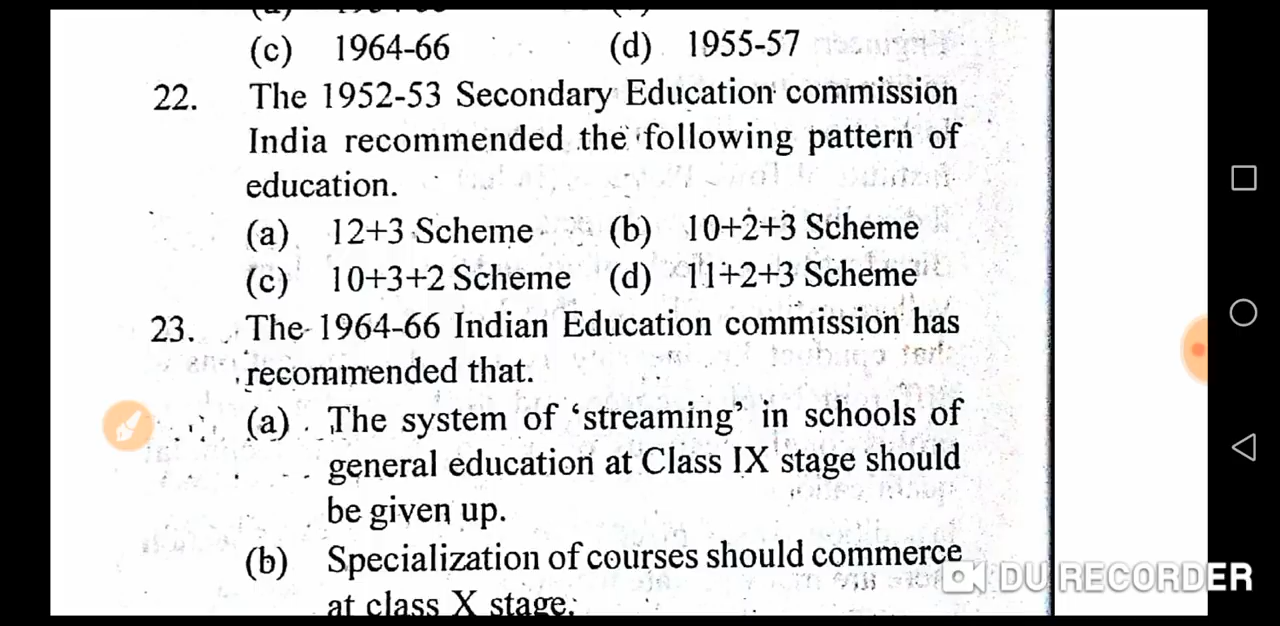 (c) 1964-66 (d) 1955-57
22. The 1952-53 Secondary Education commission
India recommended the following pattern of
education.
(a) 12+3 Scheme (b) 10+2+3 Scheme
(c) 10+3+2 Scheme (d) 11+2+3 Scheme
23. The 1964-66 Indian Education commission has
recommended that.
(a) The system of ‘streaming’ in schools of
general education at Class IX stage should
be given up.
(b) Specialization of courses should commerce
at class X stage.
DU RECORDER